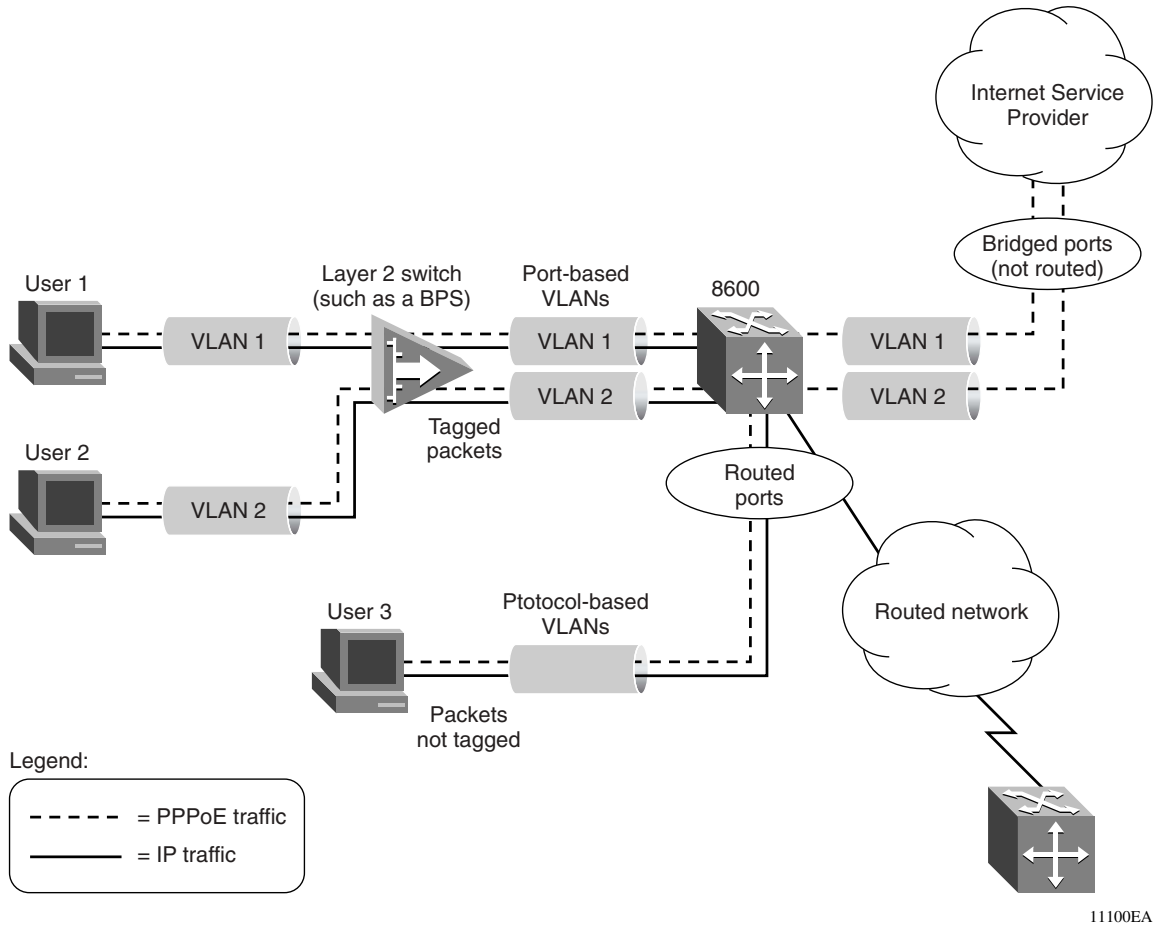 Internet Service
Provider
Bridged ports
(not routed)
User 1
Layer 2 switch
(such as a BPS)
Port-based
VLANs
8600
VLAN 1
VLAN 1
VLAN 1
VLAN 2
VLAN 2
Tagged
packets
User 2
VLAN 2
Routed
ports
User 3
Ptotocol-based
VLANs
Routed network
Packets
not tagged
Legend:
= PPPoE traffic
= IP traffic
11100EA